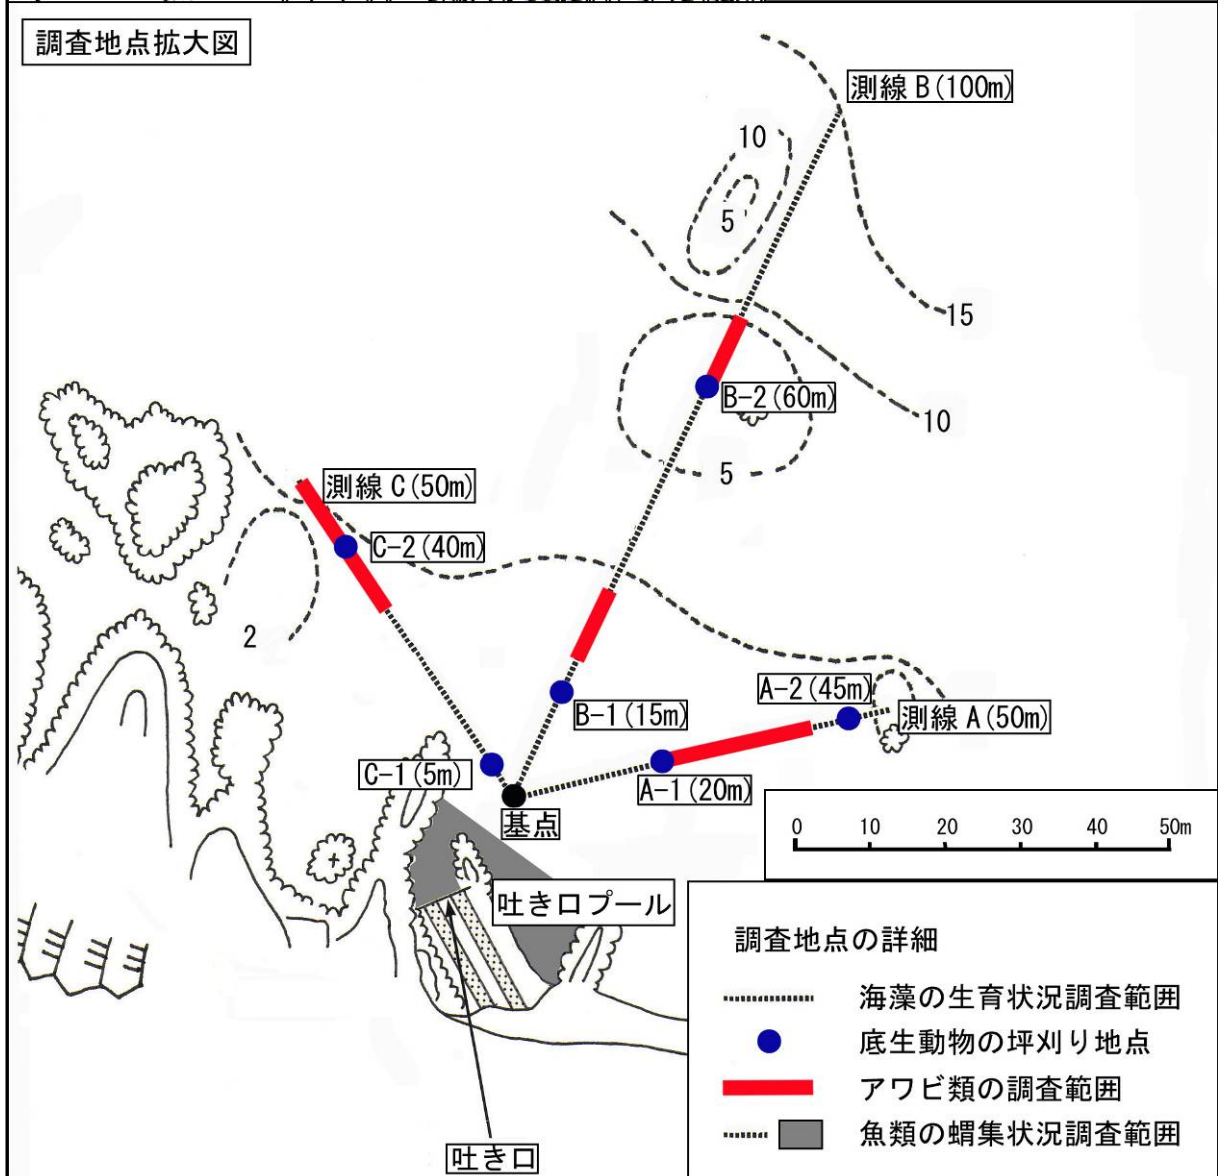 調査地点拡大図
測線 B(100m)
10
5
15
10
B-2(60m)
5
測線 C(50m)
C-2(40m)
2
A-2(45m)
測線 A(50m)
B-1(15m)
C-1(5m)
A-1(20m)
基点
0 10 20 30 40 50m
吐き口プール
吐き口
調査地点の詳細
海藻の生育状況調査範囲
底生動物の坪刈り地点
アワビ類の調査範囲
魚類の蝟集状況調査範囲